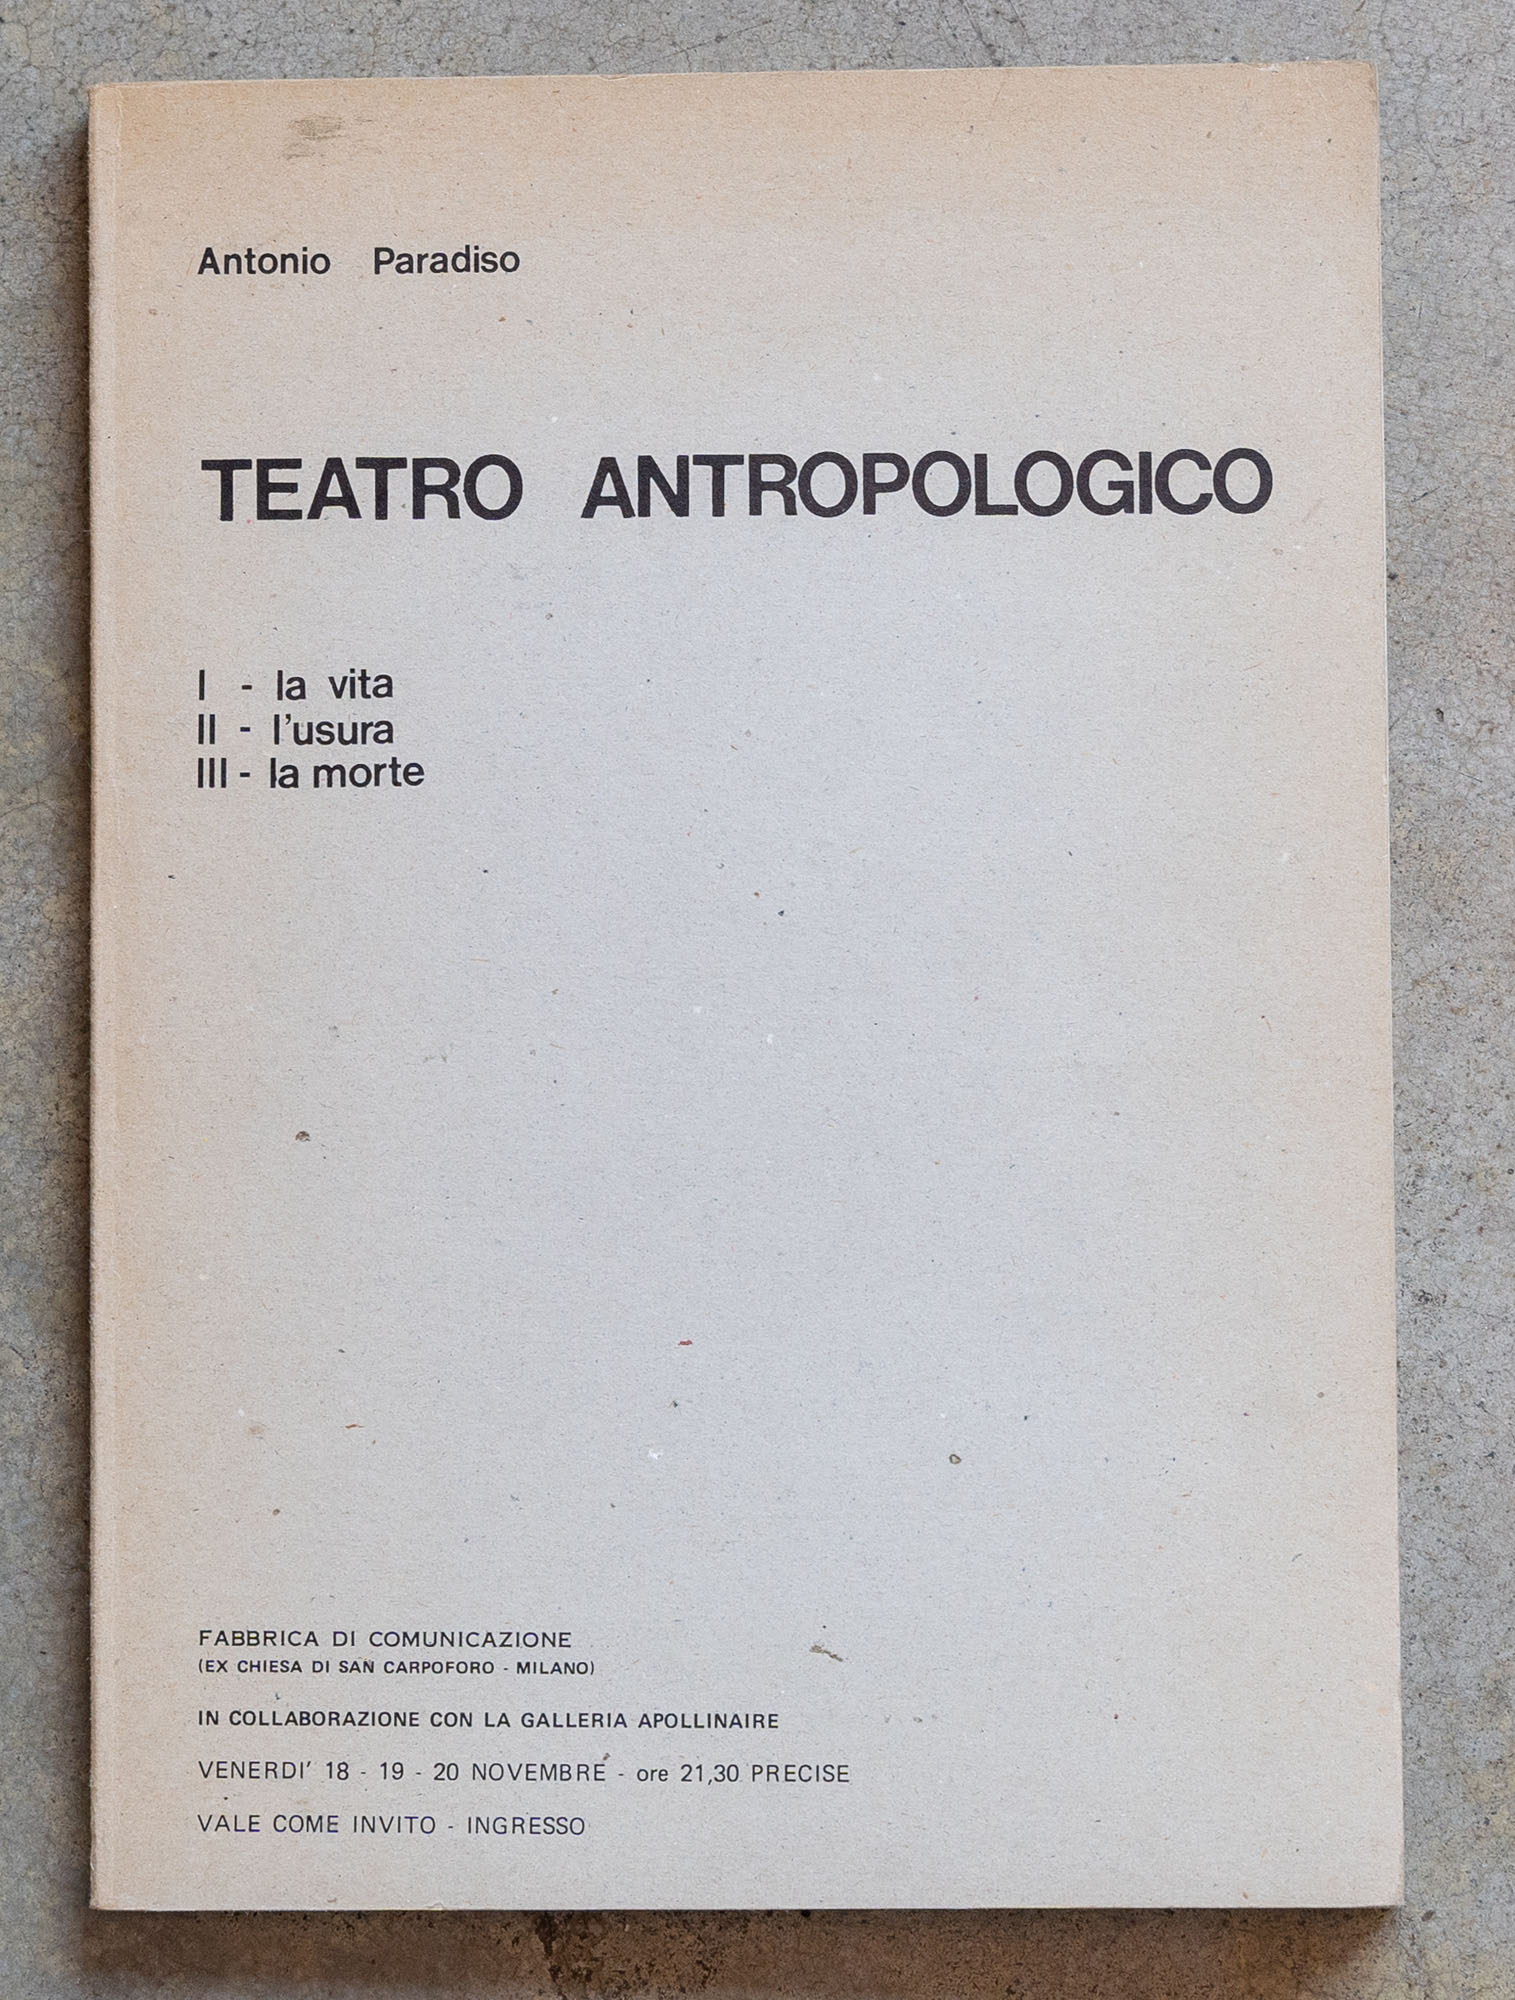 Antonio Paradiso
TEATRO ANTROPOLOGICO
I - la vita
II - l'usura
III - la morte
FABBRICA DI COMUNICAZIONE
(EX CHIESA DI SAN CARPOFORO - MILANO)
IN COLLABORAZIONE CON LA GALLERIA APOLLINAIRE
VENERDI' 18 - 19 - 20 NOVEMBRE - ore 21,30 PRECISE
VALE COME INVITO - INGRESSO